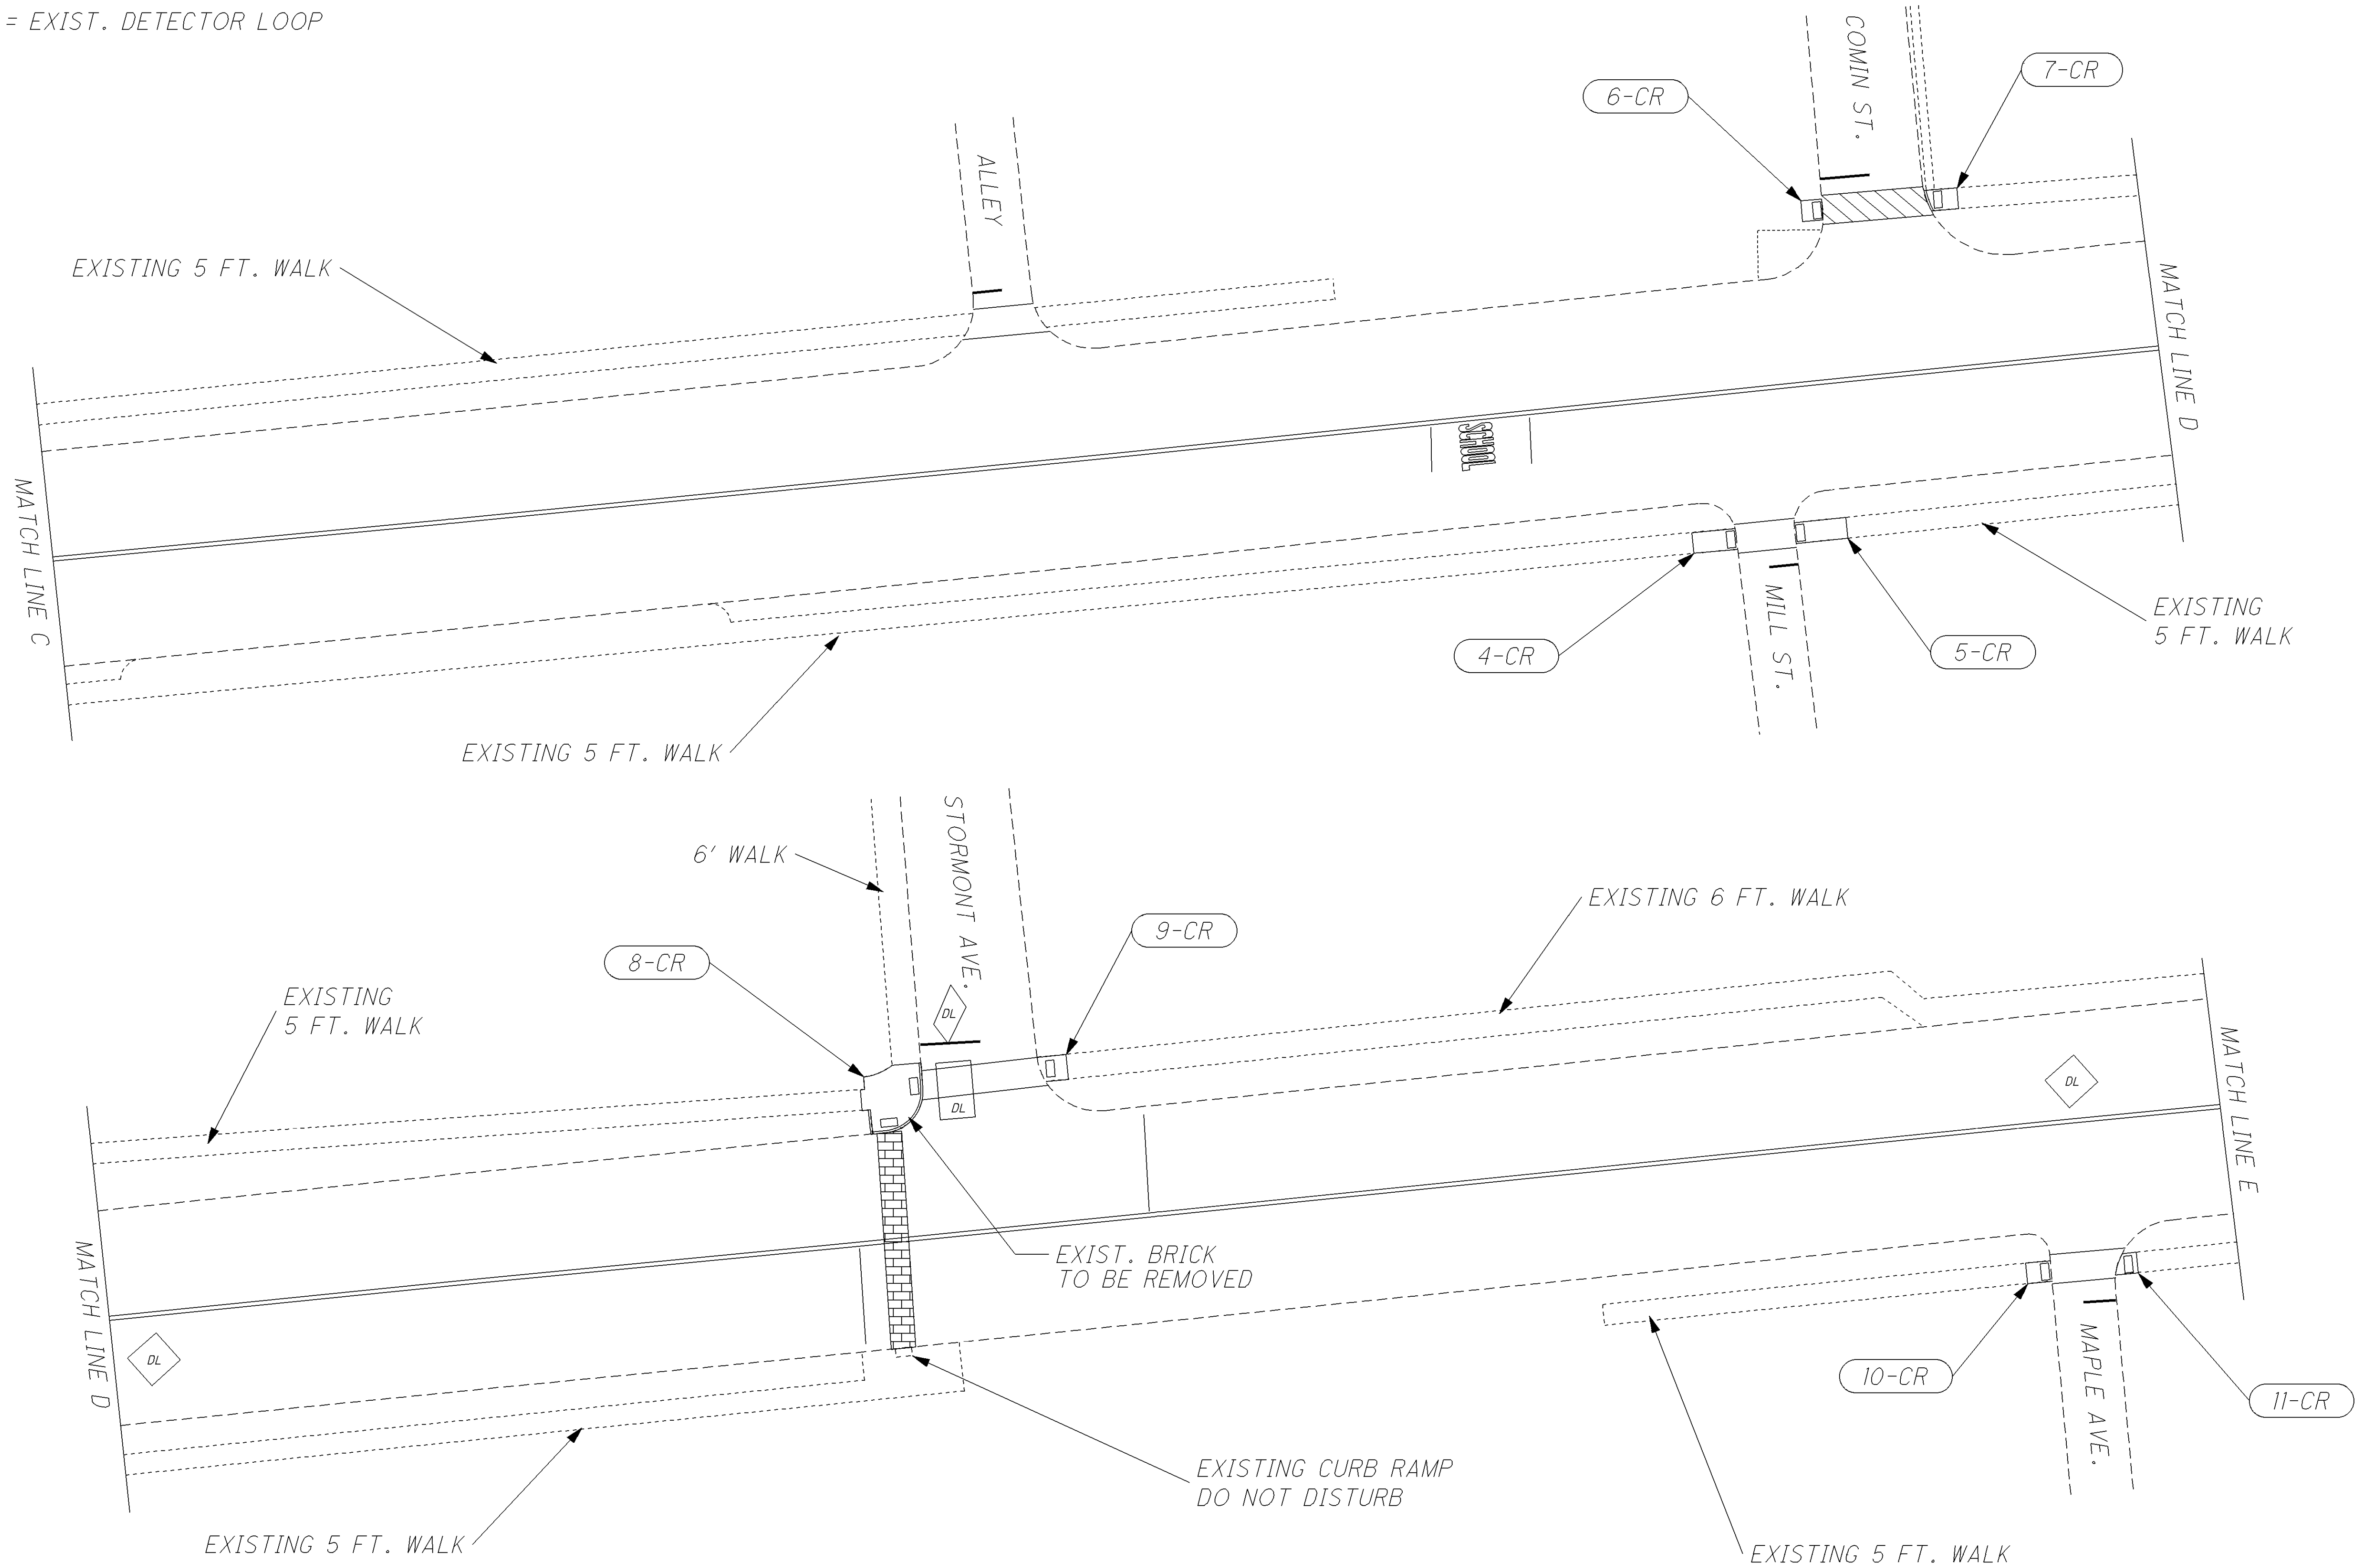 = EXIST. DETECTOR LOOP
COMIN ST.
7-CR
6-CR
ALLEY
EXISTING 5 FT. WALK
MATCH LINE D
SCHOOL
MATCH LINE C
MILL ST.
EXISTING
5 FT. WALK
4-CR
5-CR
EXISTING 5 FT. WALK
STORMONT AVE.
6' WALK
EXISTING 6 FT. WALK
9-CR
8-CR
EXISTING
5 FT. WALK
DL
DL
DL
MATCH LINE E
EXIST. BRICK
TO BE REMOVED
MATCH LINE D
DL
10-CR
MAPLE AVE.
11-CR
EXISTING CURB RAMP
DO NOT DISTURB
EXISTING 5 FT. WALK
EXISTING 5 FT. WALK